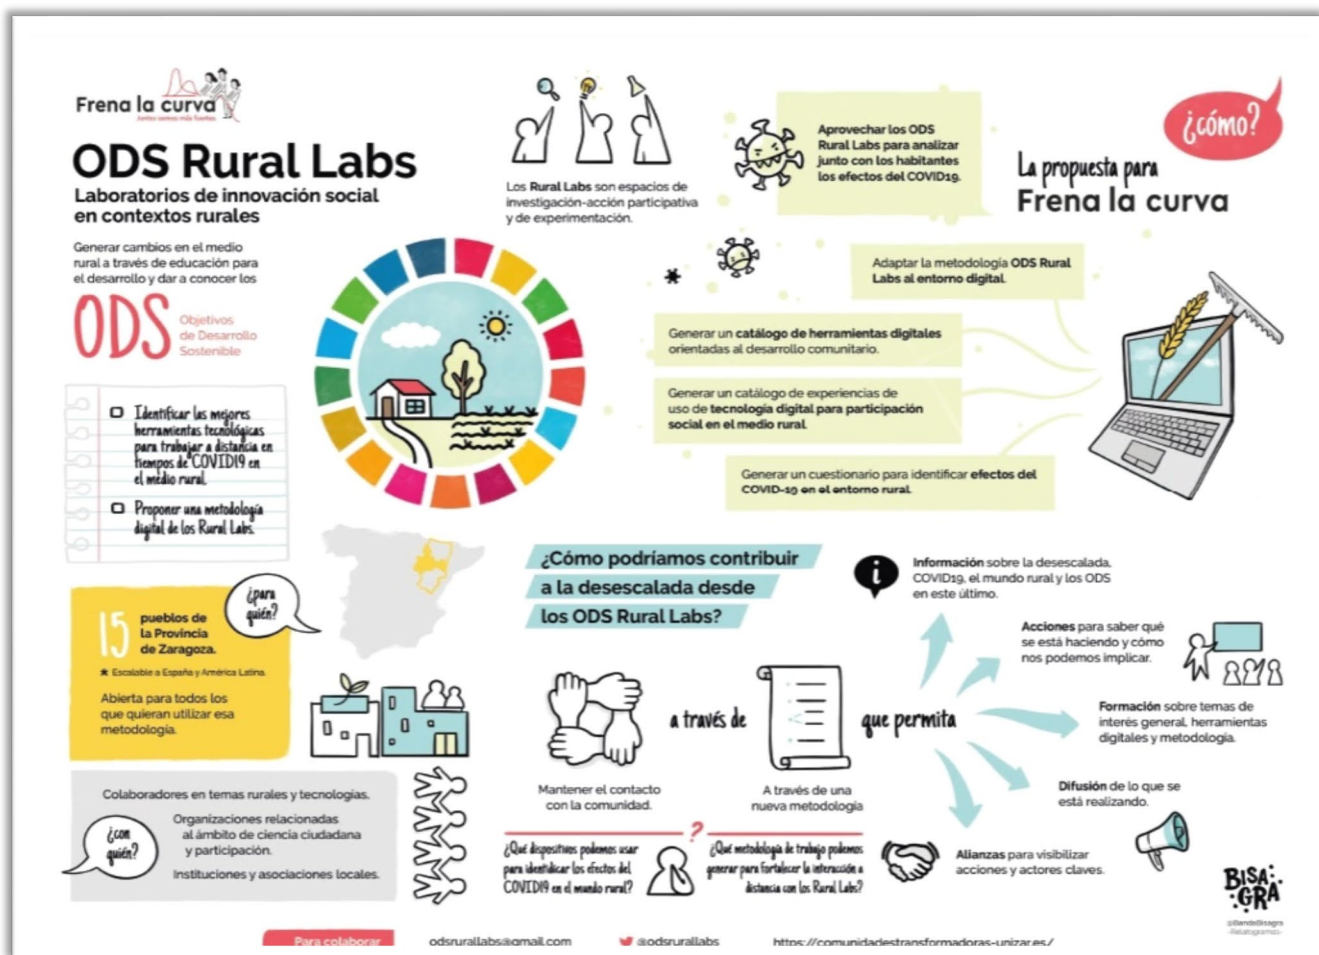 Frena la curva
Juntos somos más fuertes
ODS Rural Labs
Laboratorios de innovación social
en contextos rurales
Generar cambios en el medio
rural a través de educación para
el desarrollo y dar a conocer los
ODS
Objetivos
de Desarrollo
Sostenible
Identificar las mejores
herramientas tecnológicas
para trabajar a distancia en
tiempos de COVID19 en
el medio rural.
Proponer una metodología
digital de los Rural Labs.
¿para
quién?
15
pueblos de
la Provincia
de Zaragoza.
* Escalable a España y América Latina.
Abierta para todos los
que quieran utilizar esa
metodología.
¿con
quién?
Colaboradores en temas rurales y tecnologías.
Organizaciones relacionadas
al ámbito de ciencia ciudadana
y participación.
Instituciones y asociaciones locales.
Los Rural Labs son espacios de
investigación-acción participativa
y de experimentación.
¿cómo?
La propuesta para
Frena la curva
Aprovechar los ODS
Rural Labs para analizar
junto con los habitantes
los efectos del COVID19.
Adaptar la metodología ODS Rural
Labs al entorno digital.
Generar un catálogo de herramientas digitales
orientadas al desarrollo comunitario.
Generar un catálogo de experiencias de
uso de tecnología digital para participación
social en el medio rural.
Generar un cuestionario para identificar efectos del
COVID-19 en el entorno rural.
¿Cómo podríamos contribuir
a la desescalada desde
los ODS Rural Labs?
Mantener el contacto
con la comunidad.
a través de
A través de una
nueva metodología
que permita
i
Información sobre la desescalada,
COVID19, el mundo rural y los ODS
en este último.
Acciones para saber qué
se está haciendo y cómo
nos podemos implicar.
Formación sobre temas de
interés general, herramientas
digitales y metodología.
Difusión de lo que se
está realizando.
Alianzas para visibilizar
acciones y actores claves.
?
¿Qué dispositivos podemos usar
para identidicar los efectos del
COVID19 en el mundo rural?
¿Qué metodología de trabajo podemos
generar para fortalecer la interacción a
distancia con los Rural Labs?
BISA
GRA
@BandaBisagra
-Relatogramas-
Para colaborar
odsrurallabs@gmail.com
@odsrurallabs
https://comunidadestransformadoras-unizar.es/